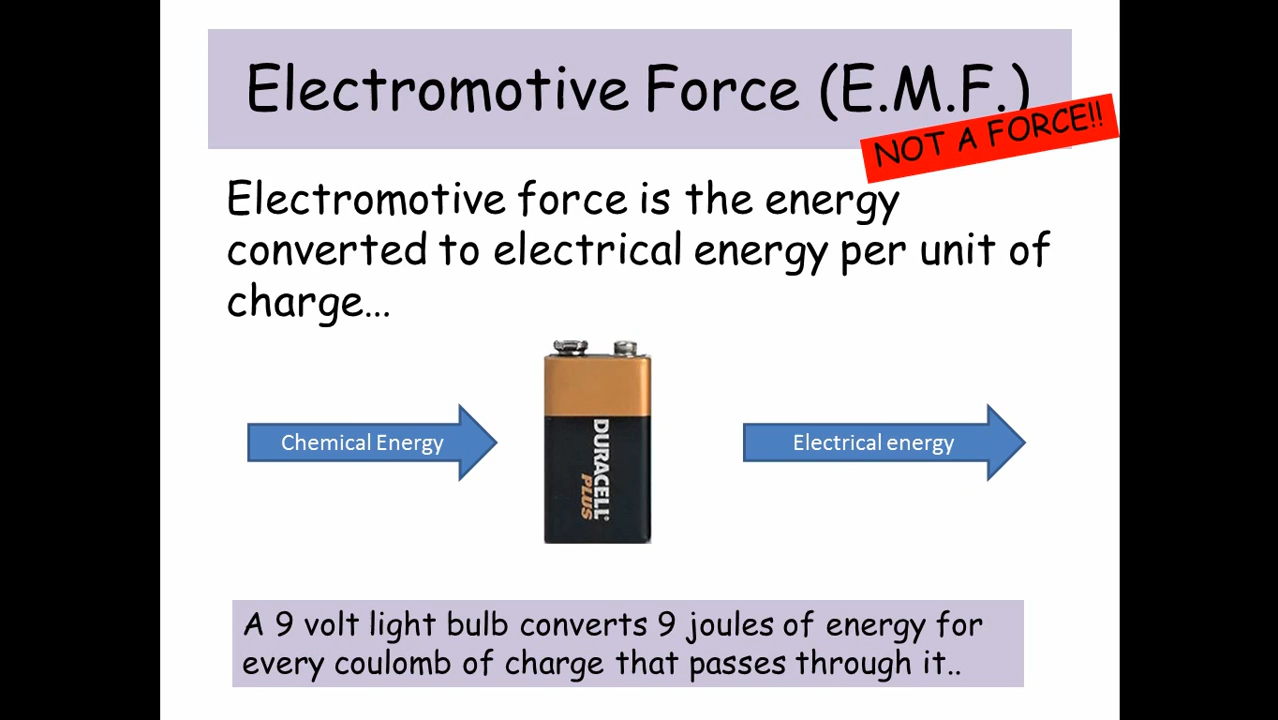 Electromotive Force (E.M.F.)
NOT A FORCE!!
Electromotive force is the energy
converted to electrical energy per unit of
charge...
Chemical Energy
DURACELL®
PLUS
Electrical energy
A 9 volt light bulb converts 9 joules of energy for
every coulomb of charge that passes through it..